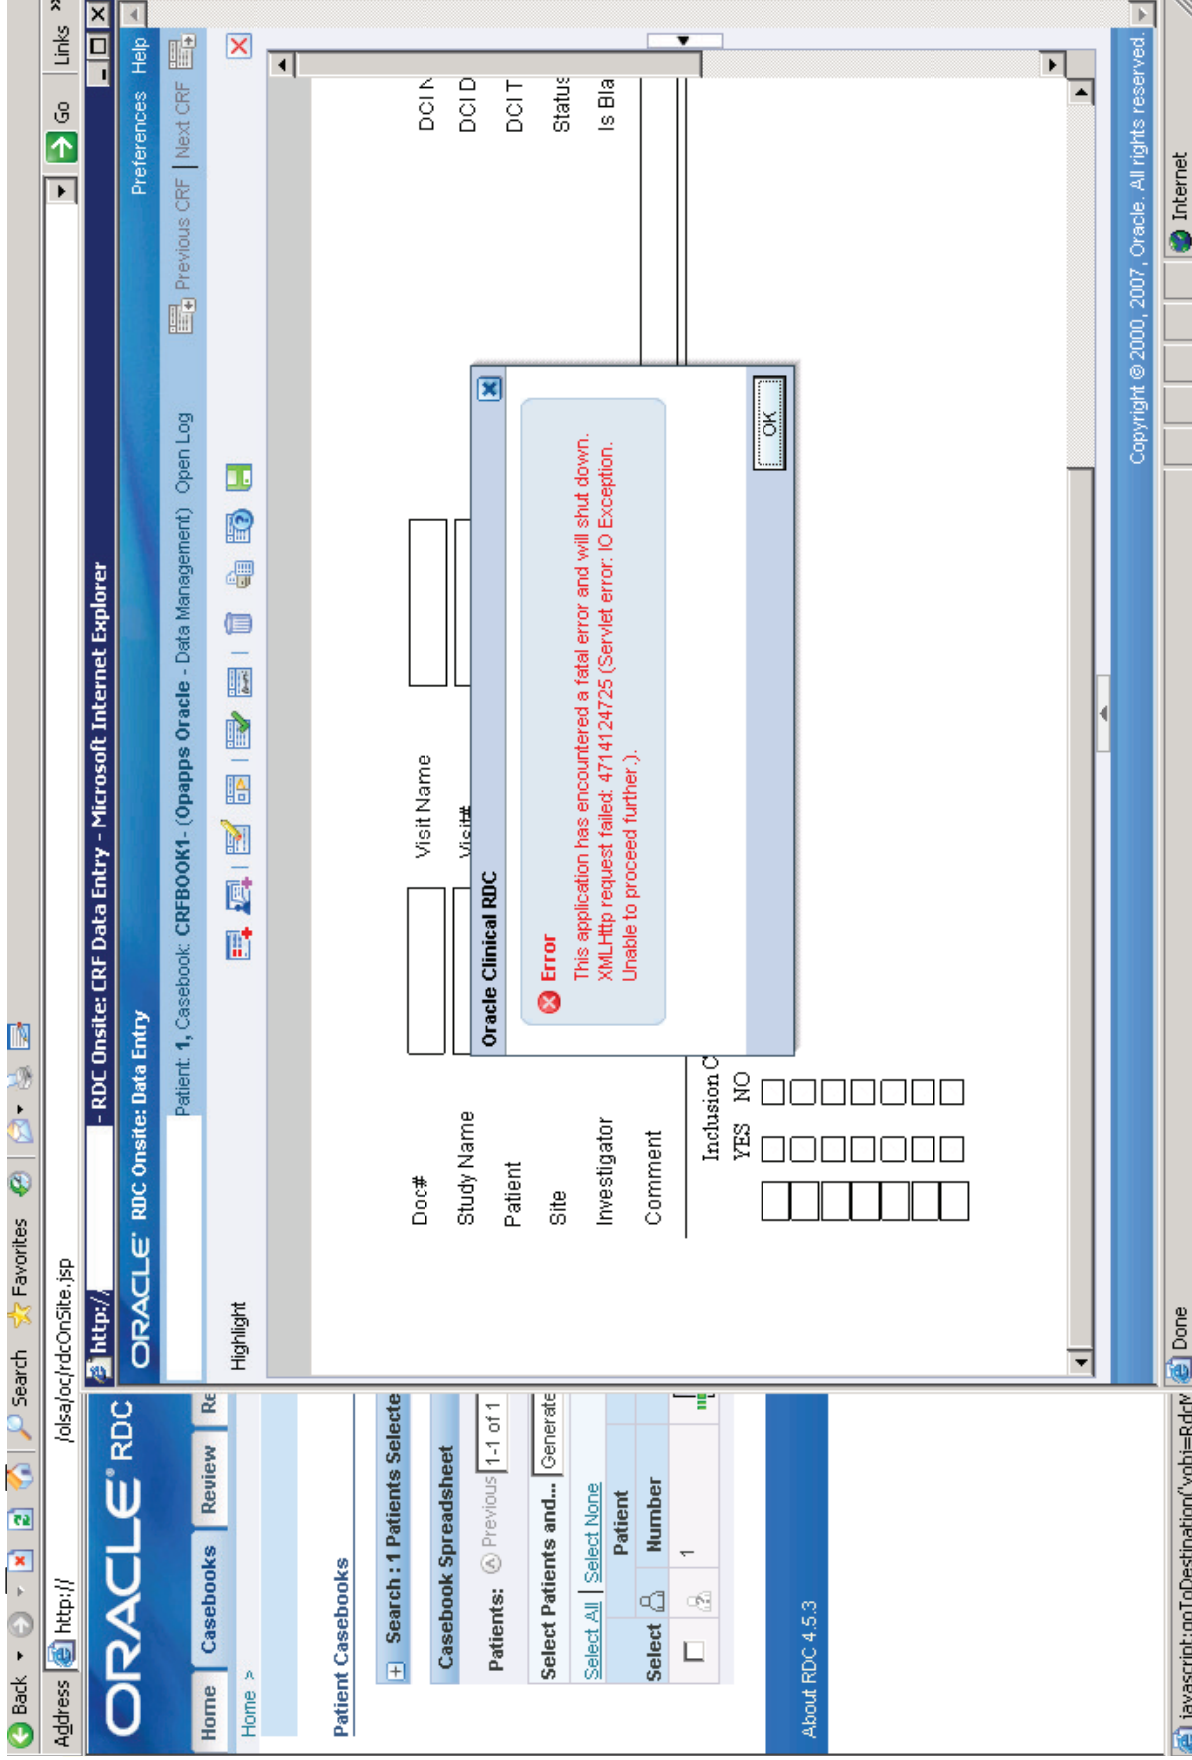 Back
Search
Favorites
Address
http://
/olsa/oc/rdcOnSite.jsp
Go
Links
»
ORACLE RDC
Home
Casebooks
Review
Re
Home >
Patient Casebooks
Search : 1 Patients Selecte
Casebook Spreadsheet
Patients:
Previous
1-1 of 1
Select Patients and...
Generate
Select All | Select None
Patient
Select
Number
1
About RDC 4.5.3
http://
- RDC Onsite: CRF Data Entry - Microsoft Internet Explorer
ORACLE RDC Onsite: Data Entry
Preferences Help
Patient: 1, Casebook: CRFBOOK1- (Opapps Oracle - Data Management) Open Log
Previous CRF | Next CRF
Highlight
Doc#
Visit Name
DCI N
Study Name
Visit#
DCI D
Patient
DCI T
Site
Status
Investigator
Is Bla
Comment
Inclusion C
YES NO
Oracle Clinical RDC
Error
This application has encountered a fatal error and will shut down.
XMLHttp request failed: 4714124725 (Servlet error: IO Exception.
Unable to proceed further.).
OK
Copyright © 2000, 2007, Oracle. All rights reserved.
Done
Internet